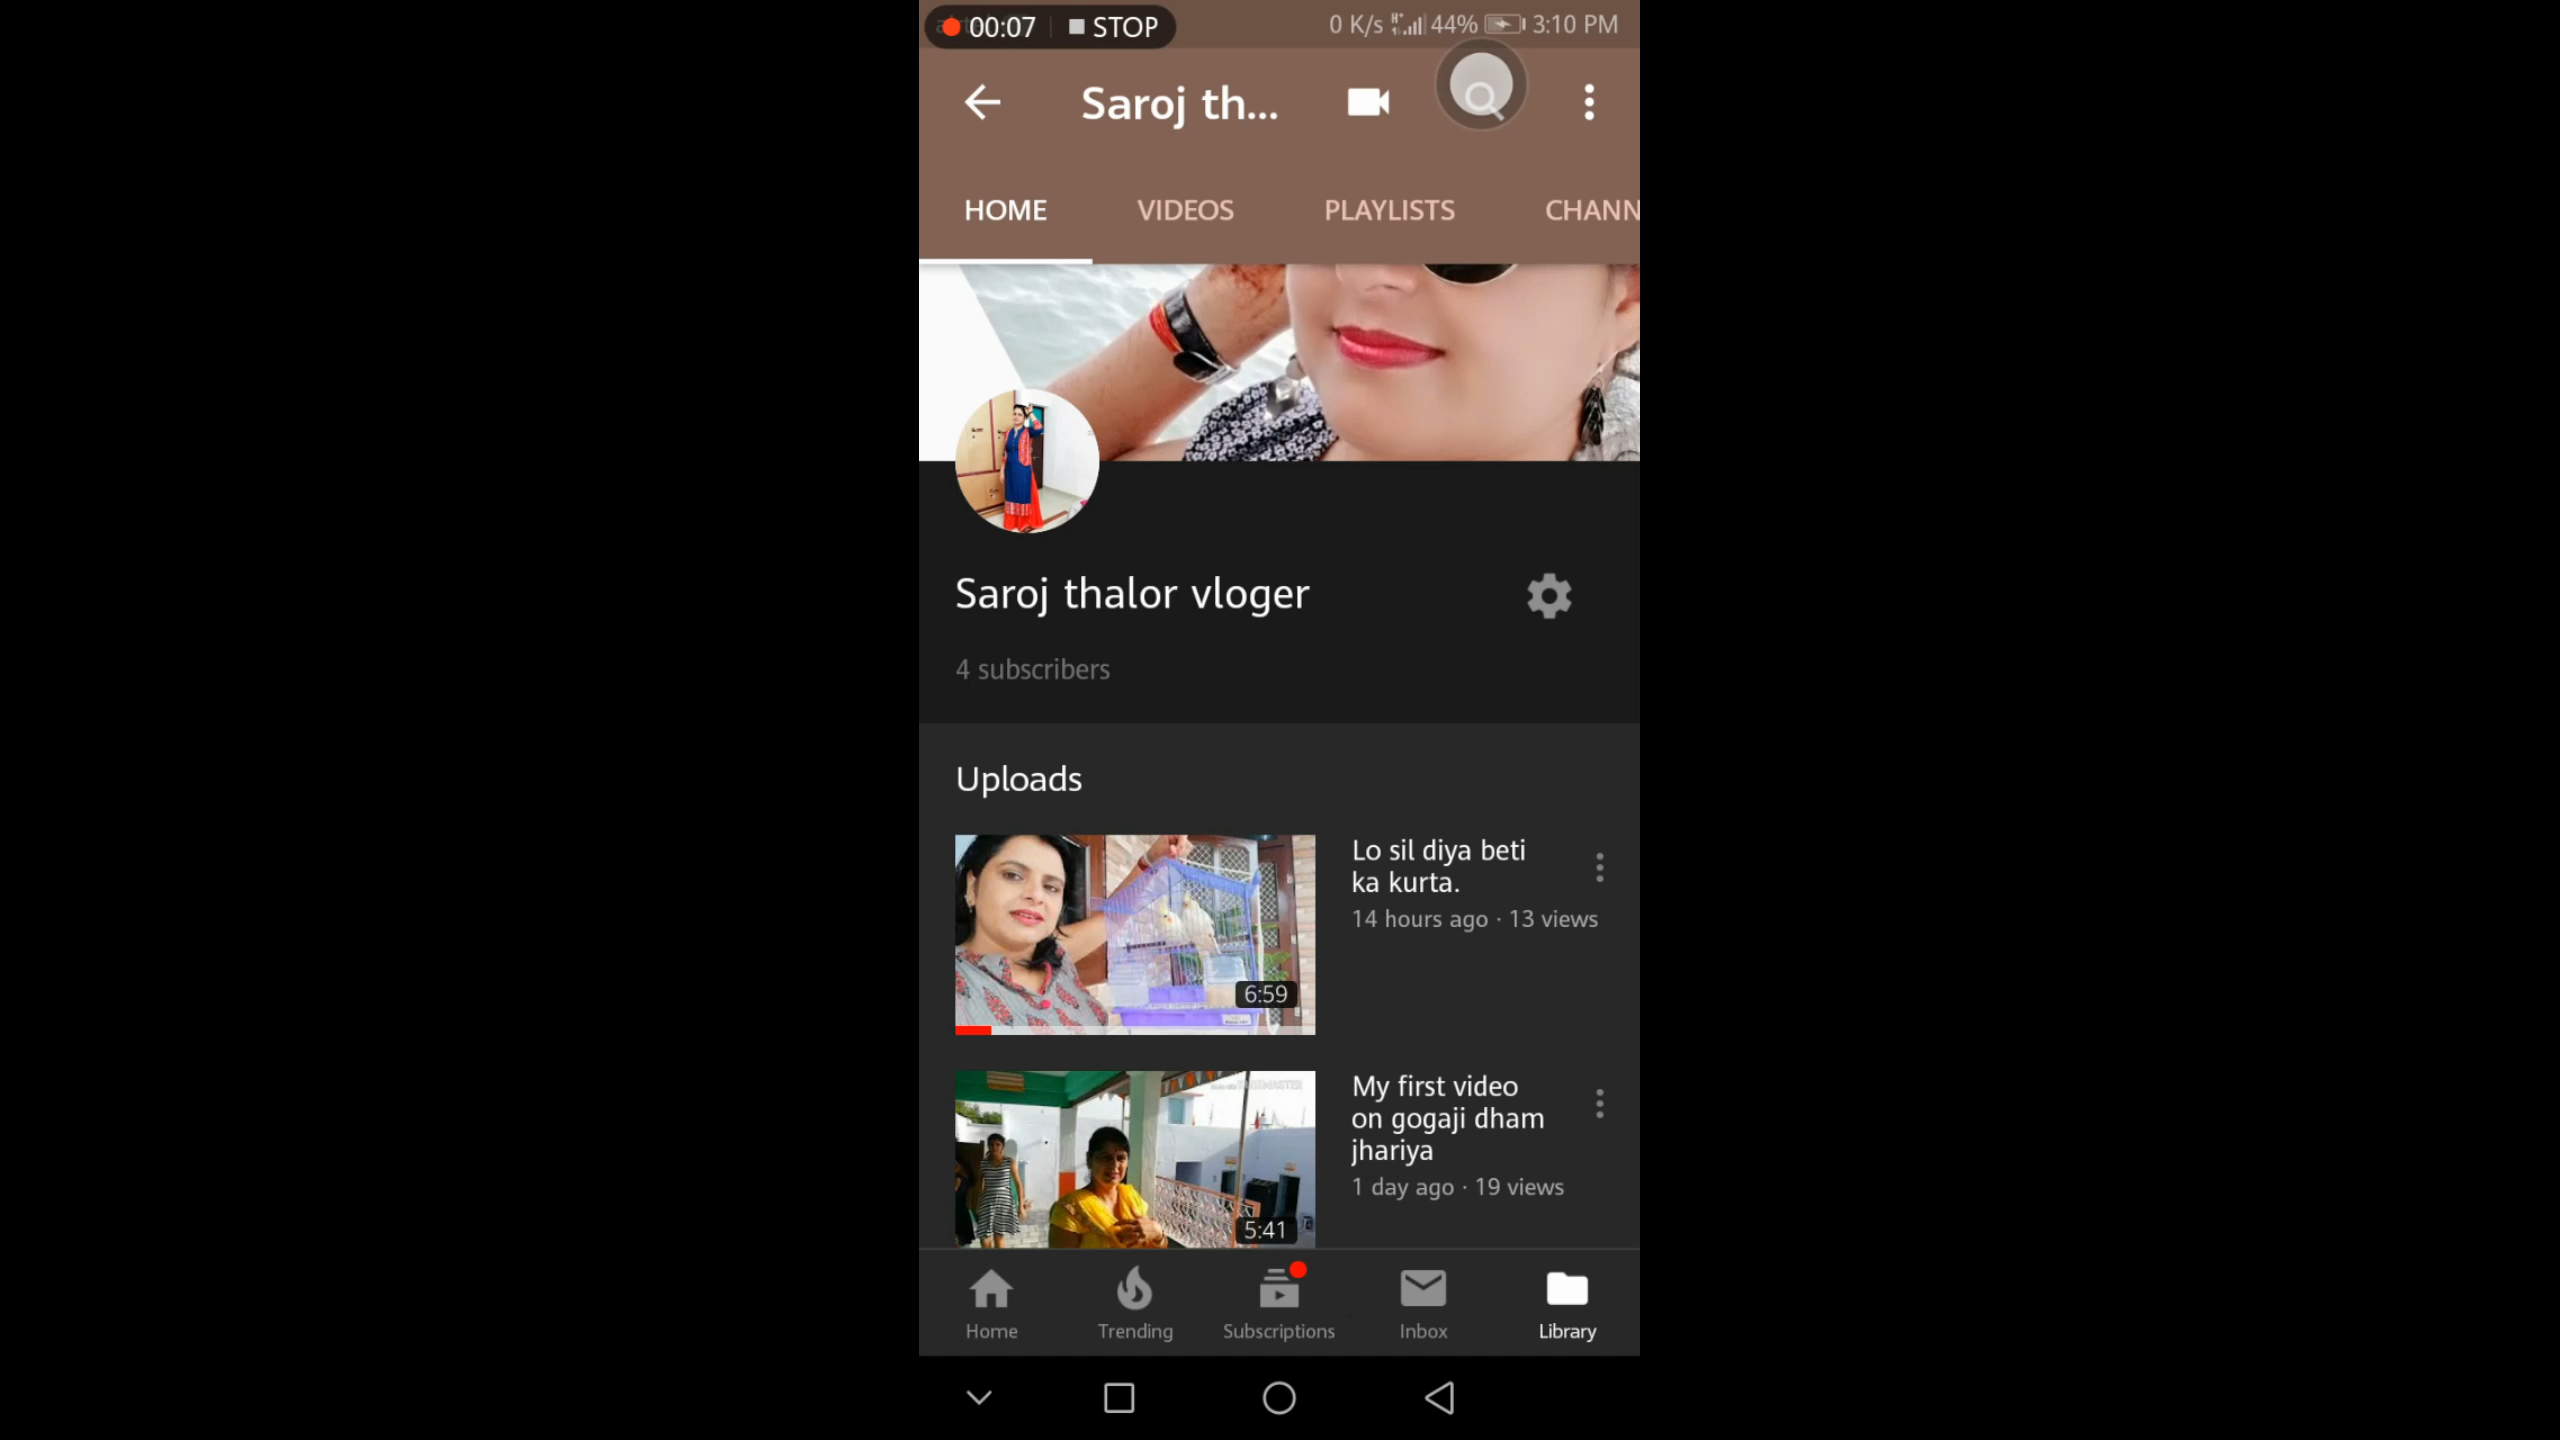 00:07 STOP 0 K/s 44% 3:10 PM
Saroj th...
HOME VIDEOS PLAYLISTS CHANN
Saroj thalor vloger
4 subscribers
Uploads
Lo sil diya beti
ka kurta.
14 hours ago · 13 views
6:59
My first video
on gogaji dham
jhariya
1 day ago · 19 views
5:41
Home Trending Subscriptions Inbox Library